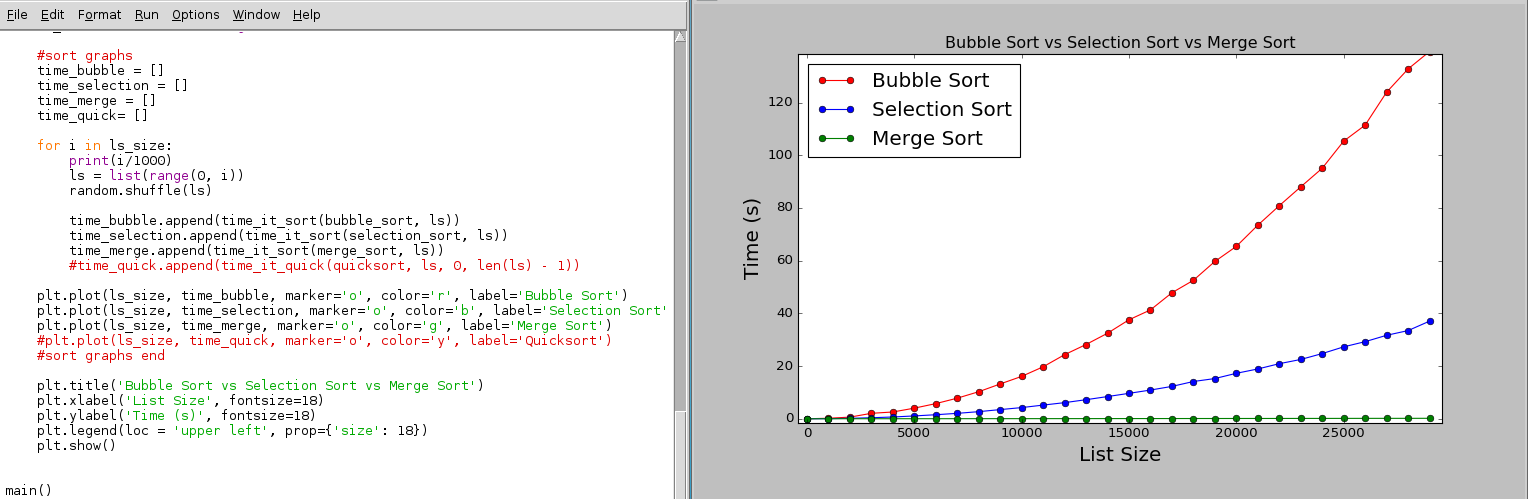 File Edit Format Run Options Window Help
#sort graphs
time_bubble = []
time_selection = []
time_merge = []
time_quick= []
for i in ls_size:
print(i/1000)
ls = list(range(0, i))
random.shuffle(ls)
time_bubble.append(time_it_sort(bubble_sort, ls))
time_selection.append(time_it_sort(selection_sort, ls))
time_merge.append(time_it_sort(merge_sort, ls))
#time_quick.append(time_it_quick(quicksort, ls, 0, len(ls) - 1))
plt.plot(ls_size, time_bubble, marker='o', color='r', label='Bubble Sort')
plt.plot(ls_size, time_selection, marker='o', color='b', label='Selection Sort'
plt.plot(ls_size, time_merge, marker='o', color='g', label='Merge Sort')
#plt.plot(ls_size, time_quick, marker='o', color='y', label='Quicksort')
#sort graphs end
plt.title('Bubble Sort vs Selection Sort vs Merge Sort')
plt.xlabel('List Size', fontsize=18)
plt.ylabel('Time (s)', fontsize=18)
plt.legend(loc = 'upper left', prop={'size': 18})
plt.show()
main()
Bubble Sort vs Selection Sort vs Merge Sort
Bubble Sort
Selection Sort
Merge Sort
Time (s)
120
100
80
60
40
20
0
0 5000 10000 15000 20000 25000
List Size